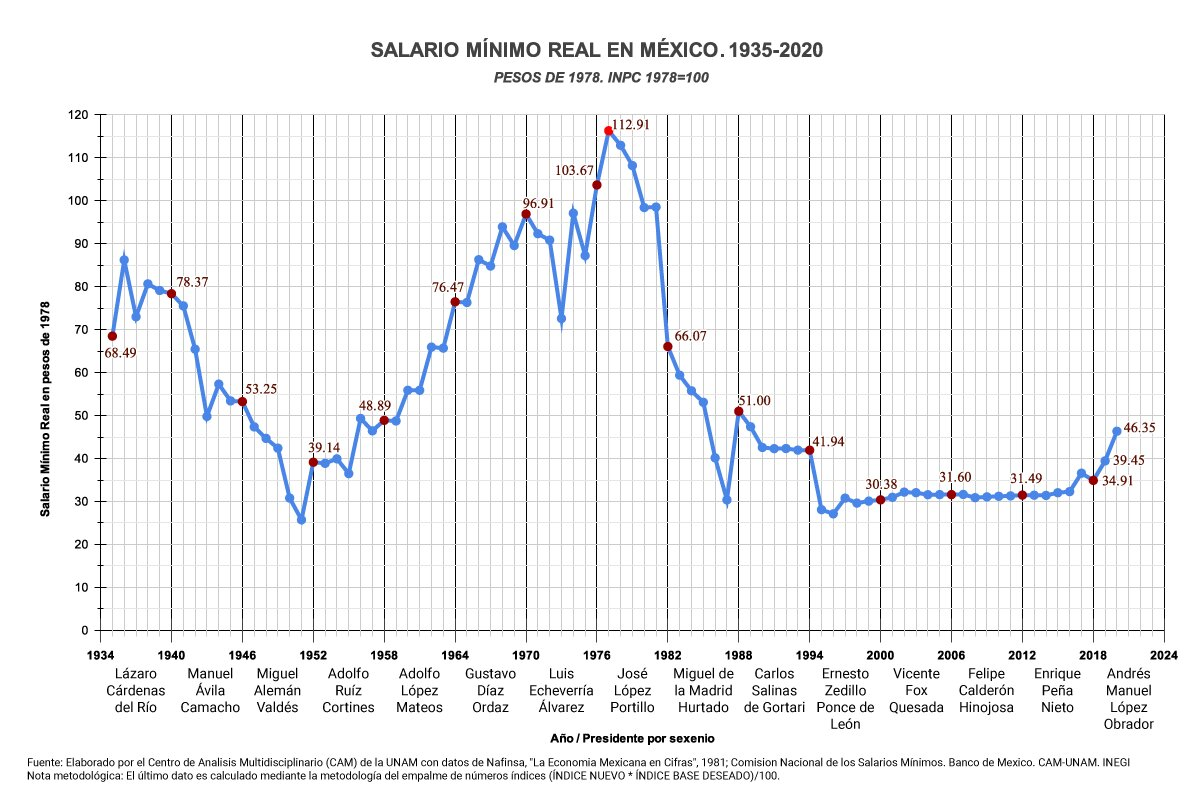 SALARIO MÍNIMO REAL EN MÉXICO. 1935-2020
PESOS DE 1978. INPC 1978=100
Salario Mínimo Real en pesos de 1978
120
110
100
90
80
70
60
50
40
30
20
10
0
68.49
78.37
53.25
39.14
48.89
76.47
96.91
103.67
112.91
66.07
51.00
41.94
30.38
31.60
31.49
34.91
39.45
46.35
1934 1940 1946 1952 1958 1964 1970 1976 1982 1988 1994 2000 2006 2012 2018 2024
Lázaro
Cárdenas
del Río
Manuel
Ávila
Camacho
Miguel
Alemán
Valdés
Adolfo
Ruíz
Cortines
Adolfo
López
Mateos
Gustavo
Díaz
Ordaz
Luis
Echeverría
Álvarez
José
López
Portillo
Miguel de
la Madrid
Hurtado
Carlos
Salinas
de Gortari
Ernesto
Zedillo
Ponce de
León
Vicente
Fox
Quesada
Felipe
Calderón
Hinojosa
Enrique
Peña
Nieto
Andrés
Manuel
López
Obrador
Año / Presidente por sexenio
Fuente: Elaborado por el Centro de Analisis Multidisciplinario (CAM) de la UNAM con datos de Nafinsa, "La Economia Mexicana en Cifras", 1981; Comision Nacional de los Salarios Mínimos. Banco de Mexico. CAM-UNAM. INEGI
Nota metodológica: El último dato es calculado mediante la metodología del empalme de números índices (ÍNDICE NUEVO * ÍNDICE BASE DESEADO)/100.